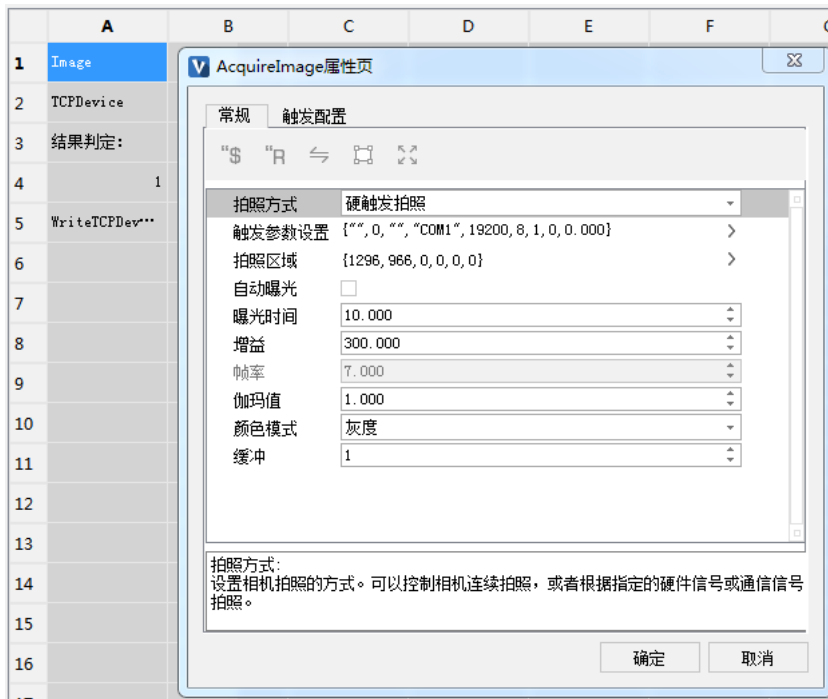 A B C D E F
1 Image
AcquireImage属性页
2 TCPDevice
常规 触发配置
3 结果判定:
"$ "R
4 1
5 WriteTCPDev…
6
7
8
9
10
11
12
13
14
15
16
拍照方式 硬触发拍照
触发参数设置 {"",0,"","COM1",19200,8,1,0,0.000}
拍照区域 {1296,966,0,0,0,0}
自动曝光
曝光时间 10.000
增益 300.000
帧率 7.000
伽玛值 1.000
颜色模式 灰度
缓冲 1
拍照方式:
设置相机拍照的方式。可以控制相机连续拍照，或者根据指定的硬件信号或通信信号
拍照。
确定 取消